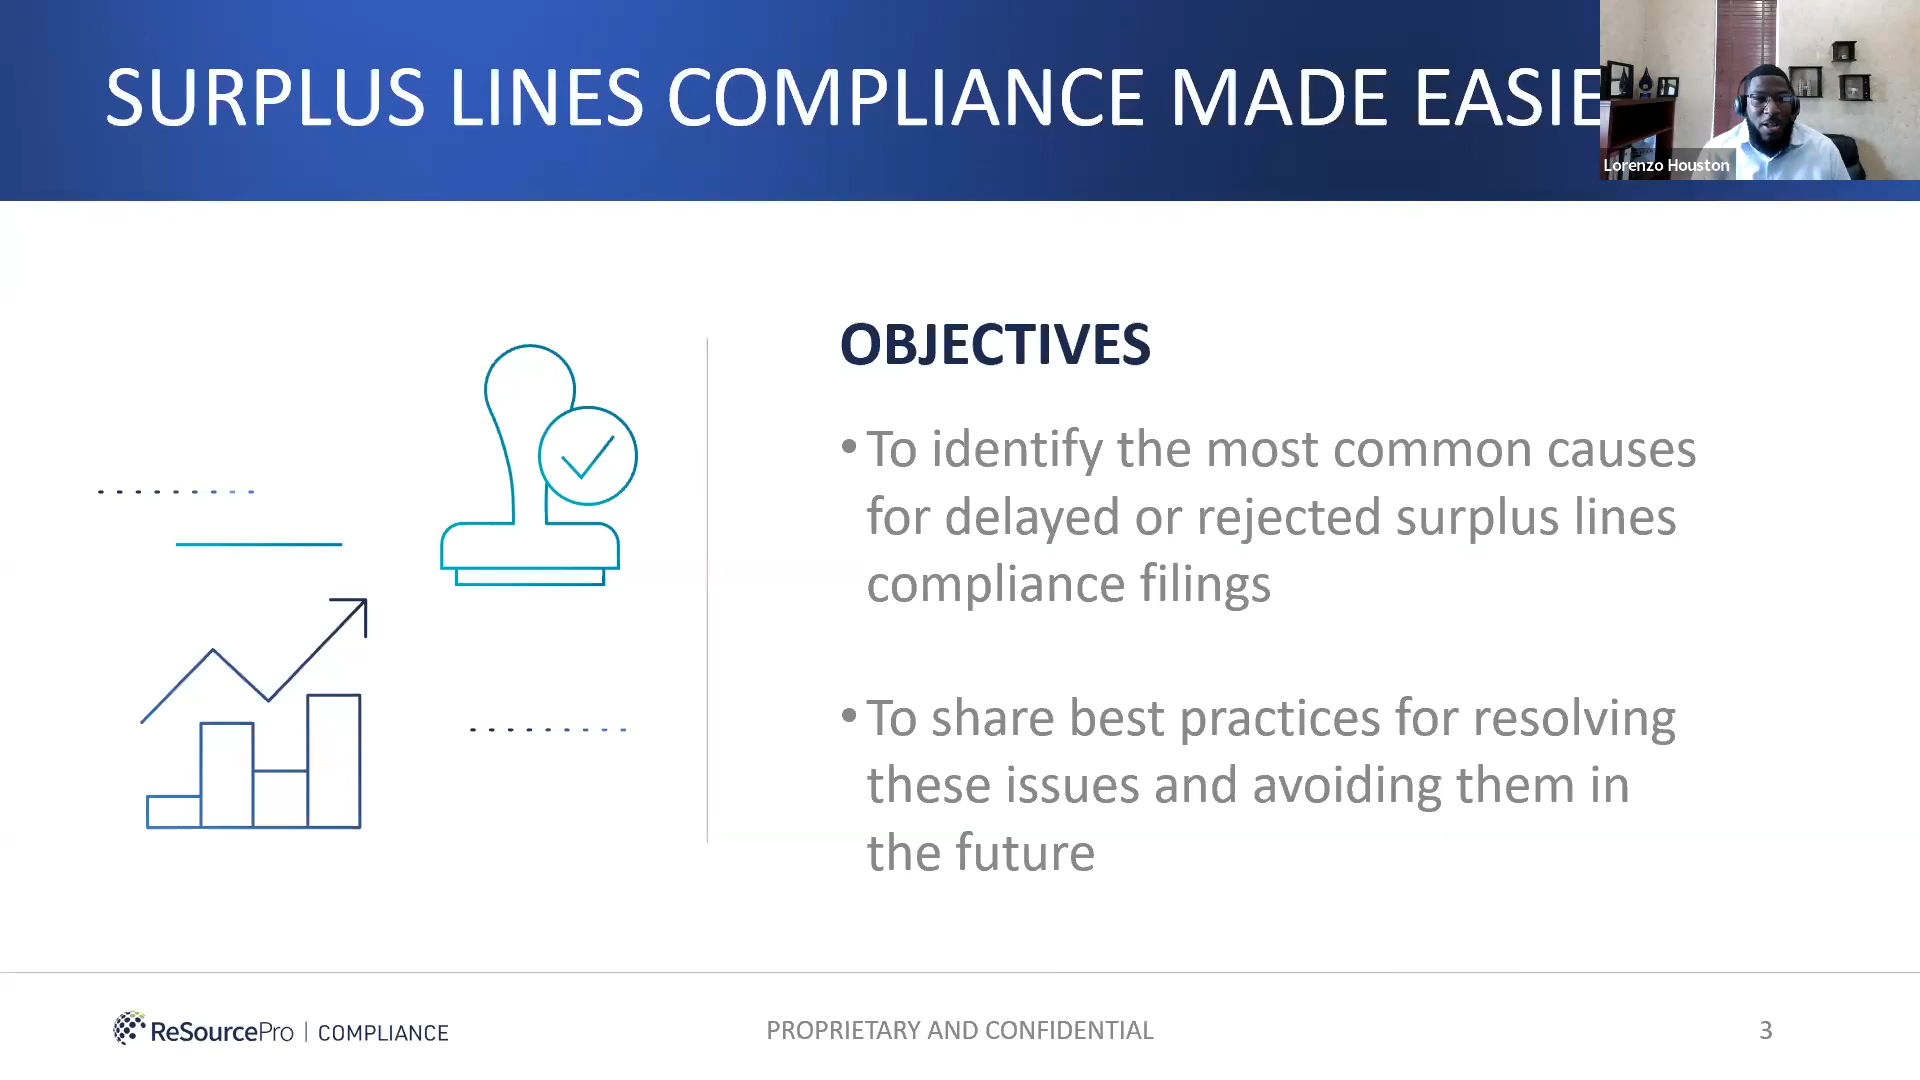 SURPLUS LINES COMPLIANCE MADE EASIE
Lorenzo Houston
OBJECTIVES
• To identify the most common causes
for delayed or rejected surplus lines
compliance filings
• To share best practices for resolving
these issues and avoiding them in
the future
ReSourcePro | COMPLIANCE
PROPRIETARY AND CONFIDENTIAL
3